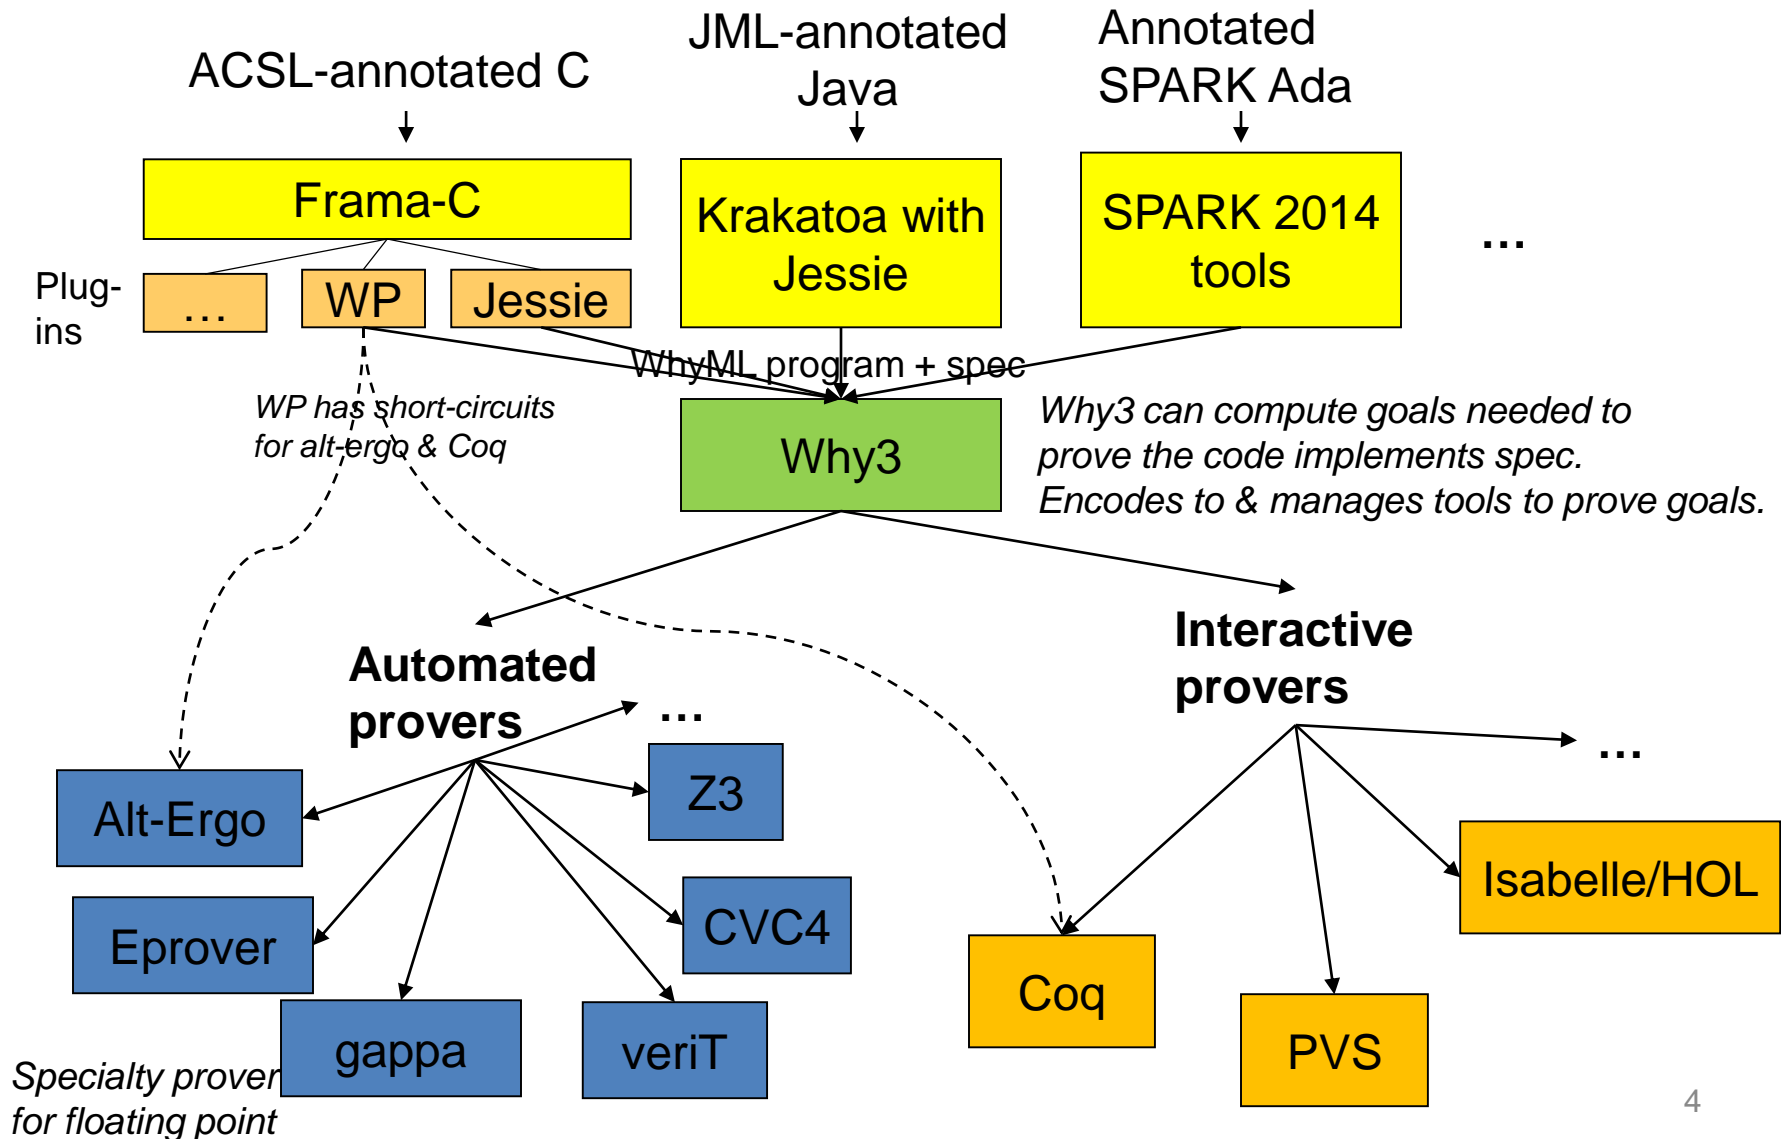 ACSL-annotated C
JML-annotated
Java
Annotated
SPARK Ada
Frama-C
Krakatoa with
Jessie
SPARK 2014
tools
...
Plug-
ins
...
WP
Jessie
WhyML program + spec
WP has short-circuits
for alt-ergo & Coq
Why3
Why3 can compute goals needed to
prove the code implements spec.
Encodes to & manages tools to prove goals.
Automated
provers
...
Interactive
provers
...
Alt-Ergo
Z3
Eprover
CVC4
Isabelle/HOL
gappa
veriT
Coq
PVS
Specialty prover
for floating point
4